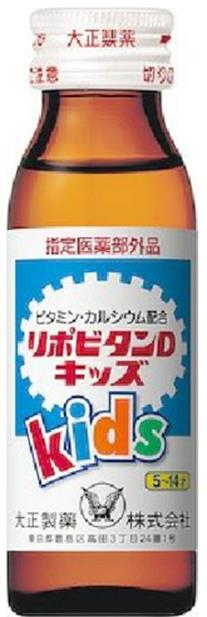 大正製薬
注意
切り口
指定医薬部外品
ビタミン・カルシウム配合
リポビタンD
キッズ
kids
5~14才
大正製薬 株式会社
東京都豊島区高田3丁目24番1号